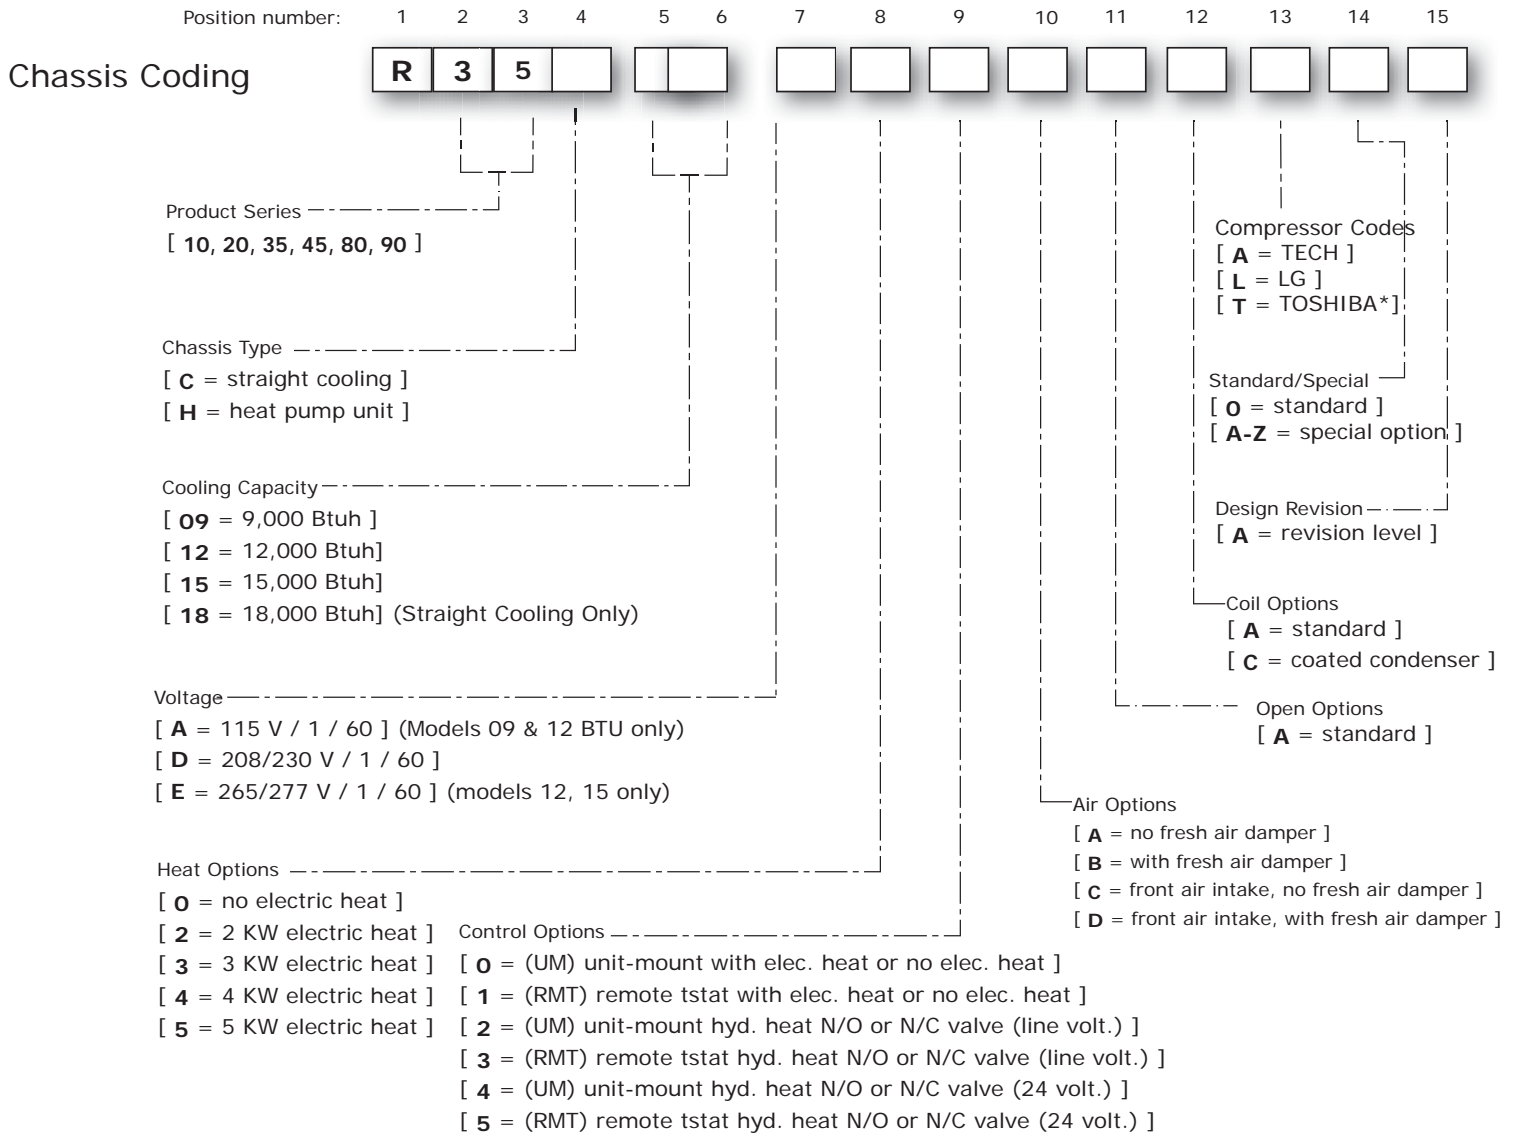 Position number: 1 2 3 4 5 6 7 8 9 10 11 12 13 14 15
Chassis Coding R 3 5
Product Series
[ 10, 20, 35, 45, 80, 90 ]
Chassis Type
[ C = straight cooling ]
[ H = heat pump unit ]
Cooling Capacity
[ 09 = 9,000 Btuh ]
[ 12 = 12,000 Btuh]
[ 15 = 15,000 Btuh]
[ 18 = 18,000 Btuh] (Straight Cooling Only)
Voltage
[ A = 115 V / 1 / 60 ] (Models 09 & 12 BTU only)
[ D = 208/230 V / 1 / 60 ]
[ E = 265/277 V / 1 / 60 ] (models 12, 15 only)
Heat Options
[ 0 = no electric heat ]
[ 2 = 2 KW electric heat ]
[ 3 = 3 KW electric heat ]
[ 4 = 4 KW electric heat ]
[ 5 = 5 KW electric heat ]
Control Options
[ 0 = (UM) unit-mount with elec. heat or no elec. heat ]
[ 1 = (RMT) remote tstat with elec. heat or no elec. heat ]
[ 2 = (UM) unit-mount hyd. heat N/O or N/C valve (line volt.) ]
[ 3 = (RMT) remote tstat hyd. heat N/O or N/C valve (line volt.) ]
[ 4 = (UM) unit-mount hyd. heat N/O or N/C valve (24 volt.) ]
[ 5 = (RMT) remote tstat hyd. heat N/O or N/C valve (24 volt.) ]
Compressor Codes
[ A = TECH ]
[ L = LG ]
[ T = TOSHIBA*]
Standard/Special
[ 0 = standard ]
[ A-Z = special option ]
Design Revision
[ A = revision level ]
Coil Options
[ A = standard ]
[ C = coated condenser ]
Open Options
[ A = standard ]
Air Options
[ A = no fresh air damper ]
[ B = with fresh air damper ]
[ C = front air intake, no fresh air damper ]
[ D = front air intake, with fresh air damper ]